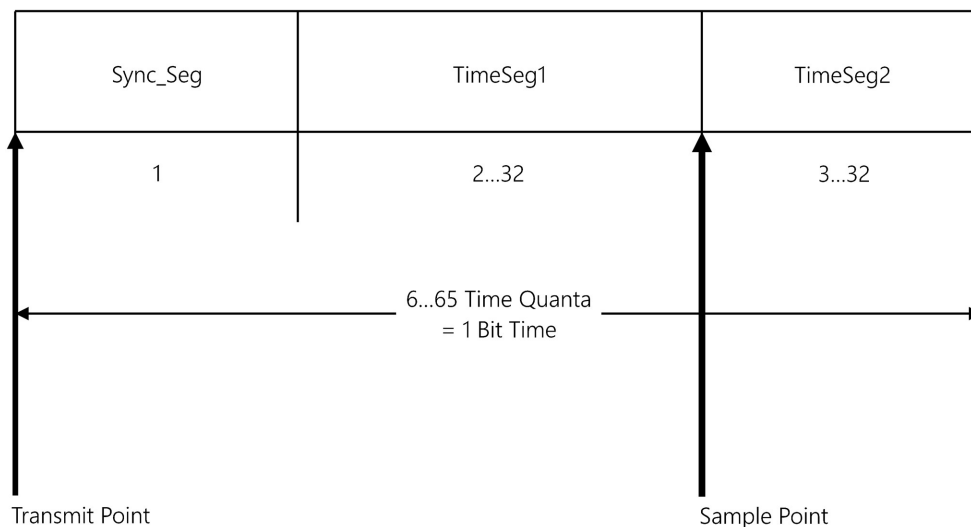 Sync_Seg
TimeSeg1
TimeSeg2
1
2...32
3...32
6...65 Time Quanta
= 1 Bit Time
Transmit Point
Sample Point